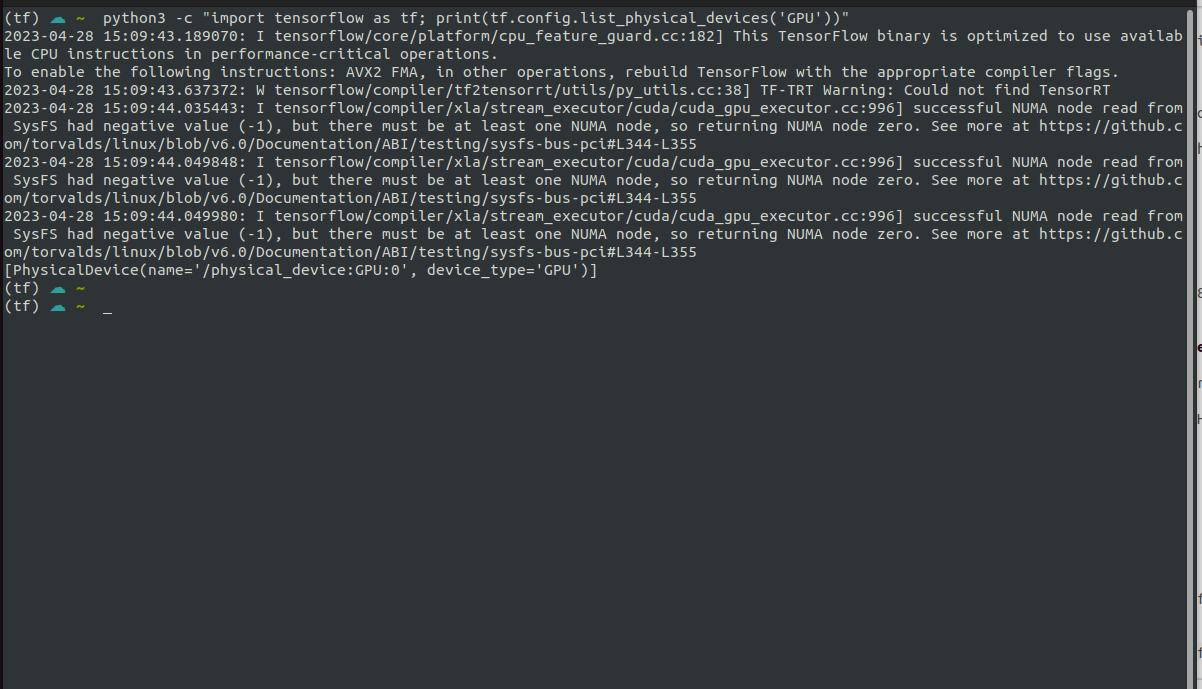 (tf) ☁ ~ python3 -c "import tensorflow as tf; print(tf.config.list_physical_devices('GPU'))"
2023-04-28 15:09:43.189070: I tensorflow/core/platform/cpu_feature_guard.cc:182] This TensorFlow binary is optimized to use availab
le CPU instructions in performance-critical operations.
To enable the following instructions: AVX2 FMA, in other operations, rebuild TensorFlow with the appropriate compiler flags.
2023-04-28 15:09:43.637372: W tensorflow/compiler/tf2tensorrt/utils/py_utils.cc:38] TF-TRT Warning: Could not find TensorRT
2023-04-28 15:09:44.035443: I tensorflow/compiler/xla/stream_executor/cuda/cuda_gpu_executor.cc:996] successful NUMA node read from
 SysFS had negative value (-1), but there must be at least one NUMA node, so returning NUMA node zero. See more at https://github.c
om/torvalds/linux/blob/v6.0/Documentation/ABI/testing/sysfs-bus-pci#L344-L355
2023-04-28 15:09:44.049848: I tensorflow/compiler/xla/stream_executor/cuda/cuda_gpu_executor.cc:996] successful NUMA node read from
 SysFS had negative value (-1), but there must be at least one NUMA node, so returning NUMA node zero. See more at https://github.c
om/torvalds/linux/blob/v6.0/Documentation/ABI/testing/sysfs-bus-pci#L344-L355
2023-04-28 15:09:44.049980: I tensorflow/compiler/xla/stream_executor/cuda/cuda_gpu_executor.cc:996] successful NUMA node read from
 SysFS had negative value (-1), but there must be at least one NUMA node, so returning NUMA node zero. See more at https://github.c
om/torvalds/linux/blob/v6.0/Documentation/ABI/testing/sysfs-bus-pci#L344-L355
[PhysicalDevice(name='/physical_device:GPU:0', device_type='GPU')]
(tf) ☁ ~
(tf) ☁ ~ _